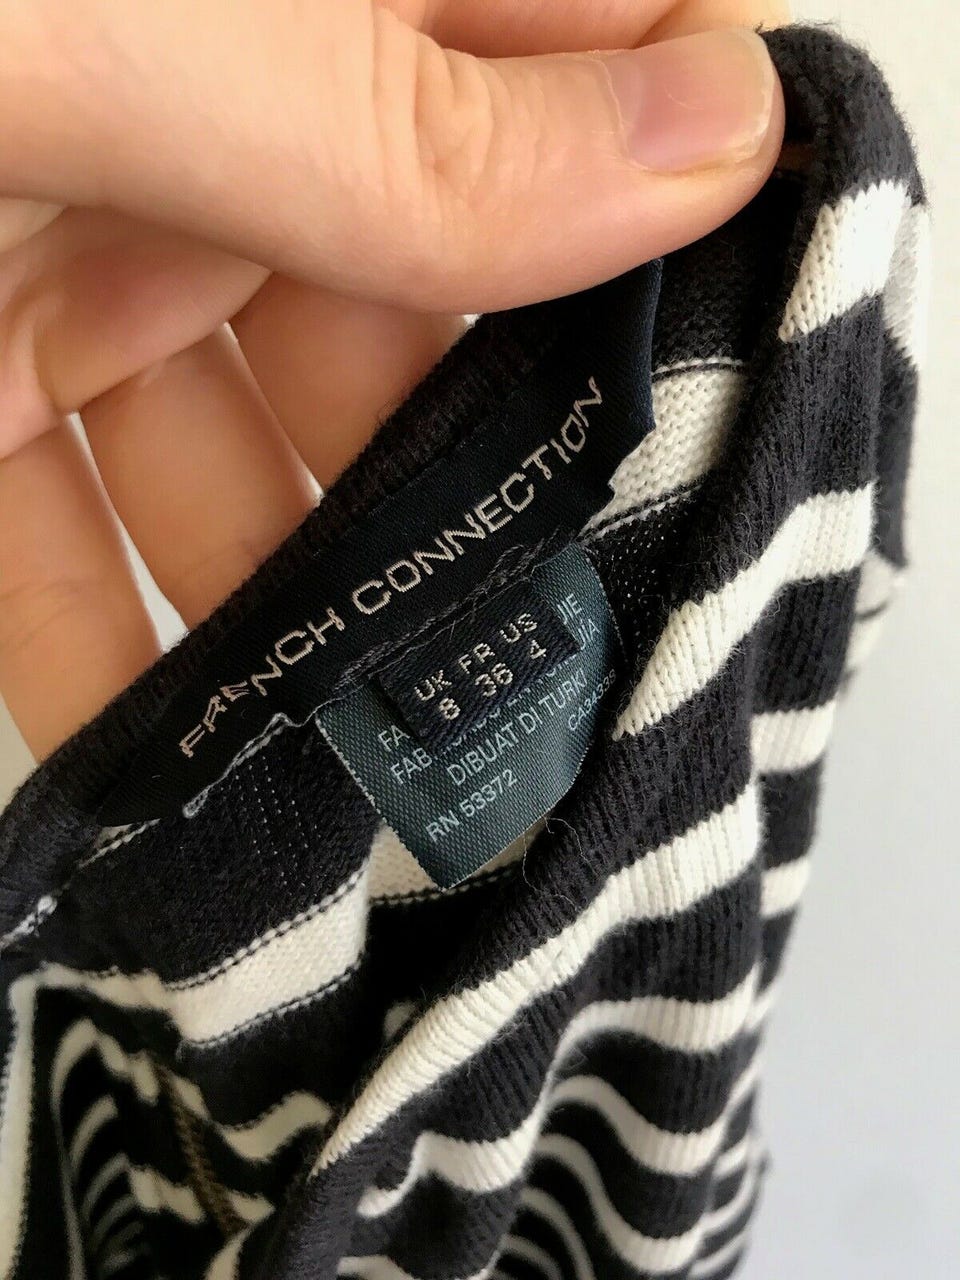 FRENCH CONNECTION
UK FR US
8 36 4
DIBUAT DI TURKI
RN 53372